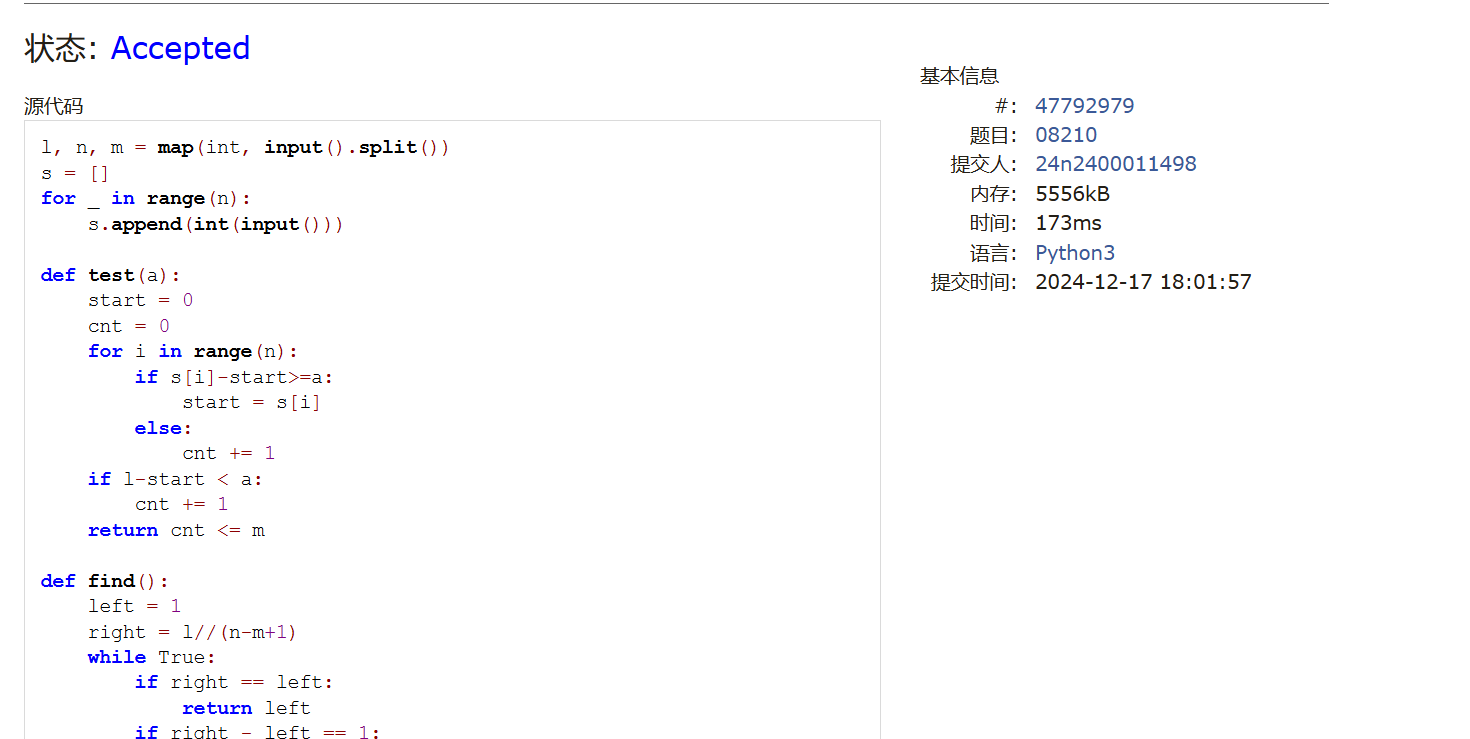 状态: Accepted
源代码
l, n, m = map(int, input().split())
s = []
for _ in range(n):
    s.append(int(input()))
def test(a):
    start = 0
    cnt = 0
    for i in range(n):
        if s[i]-start>=a:
            start = s[i]
        else:
            cnt += 1
    if l-start < a:
        cnt += 1
    return cnt <= m
def find():
    left = 1
    right = l//(n-m+1)
    while True:
        if right == left:
            return left
        if right - left == 1:
基本信息
#: 47792979
题目: 08210
提交人: 24n2400011498
内存: 5556kB
时间: 173ms
语言: Python3
提交时间: 2024-12-17 18:01:57